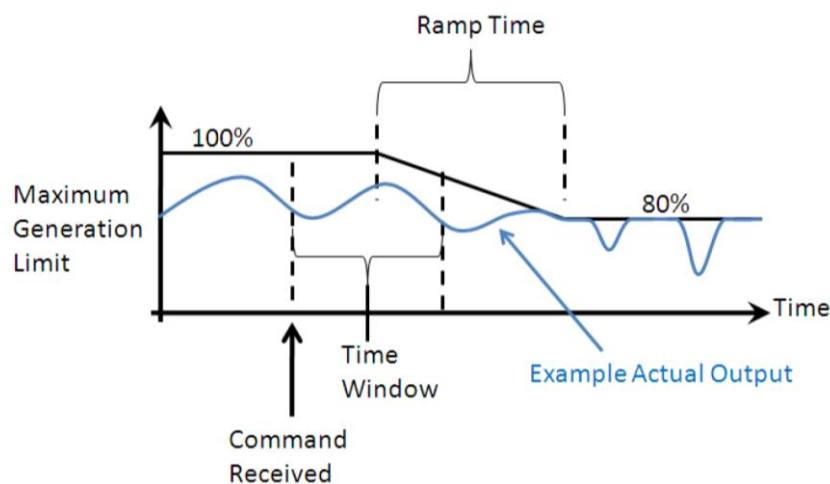 Ramp Time
100%
Maximum
Generation
Limit
80%
Time
Time
Window
Example Actual Output
Command
Received